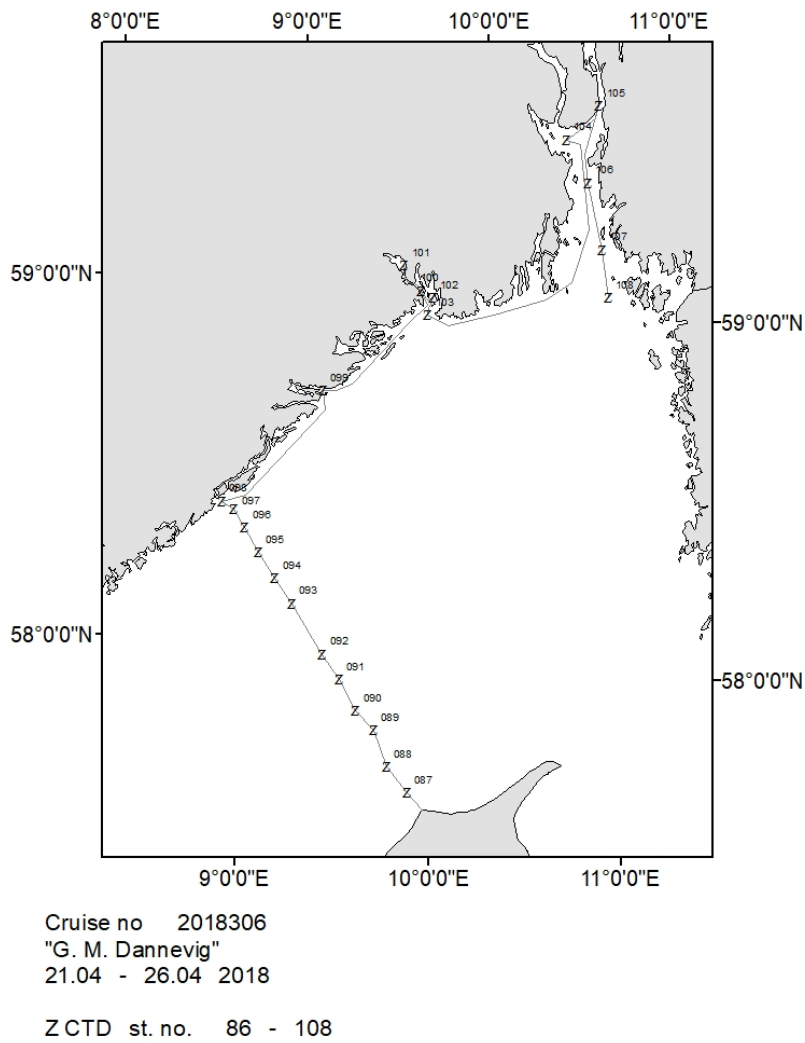 8°0'0"E 9°0'0"E 10°0'0"E 11°0'0"E
105
Z
104
Z
106
Z
107
Z
101
Z
59°0'0"N
100
Z
102
Z
108
Z
103
Z
59°0'0"N
099
Z
098
Z
097
Z
096
Z
095
Z
094
Z
093
Z
58°0'0"N
092
Z
091
Z
58°0'0"N
090
Z
089
Z
088
Z
087
Z
9°0'0"E 10°0'0"E 11°0'0"E
Cruise no 2018306
"G. M. Dannevig"
21.04 - 26.04 2018
Z CTD st. no. 86 - 108